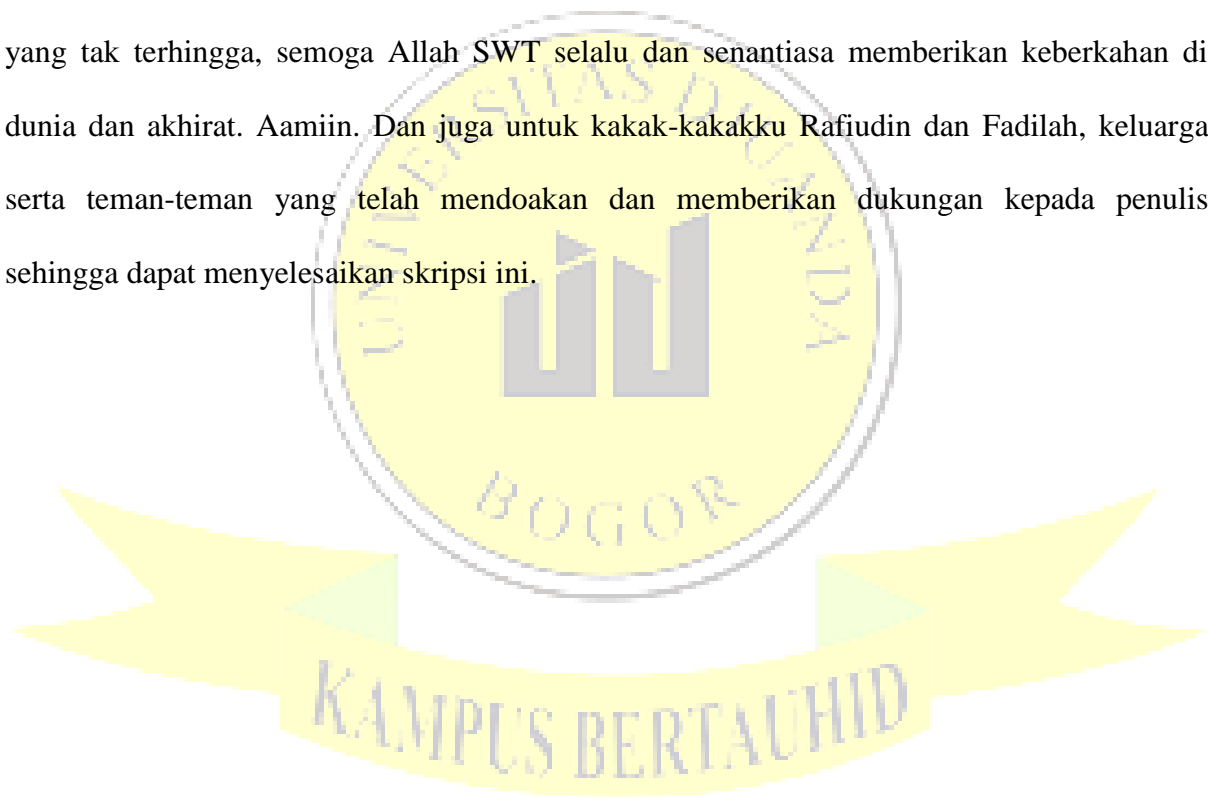 yang tak terhingga, semoga Allah SWT selalu dan senantiasa memberikan keberkahan di
dunia dan akhirat. Aamiin. Dan juga untuk kakak-kakakku Rafiudin dan Fadilah, keluarga
serta teman-teman yang telah mendoakan dan memberikan dukungan kepada penulis
sehingga dapat menyelesaikan skripsi ini.
UNIVERSITAS DJUANDA
BOGOR
KAMPUS BERTAUHID